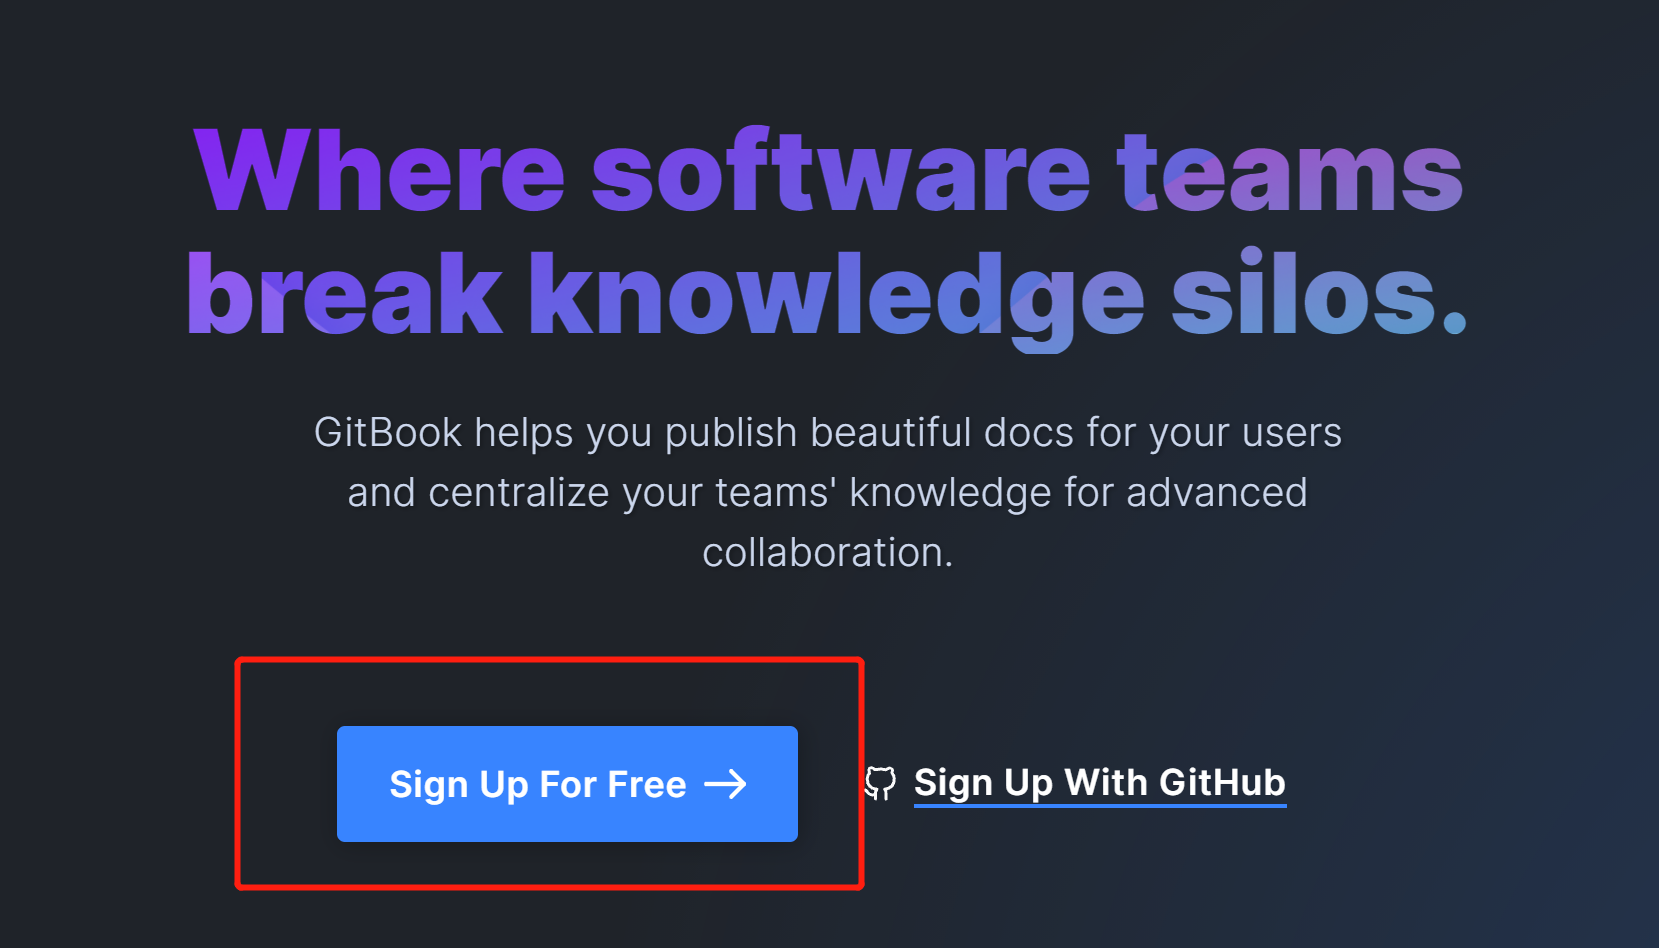 Where software teams
break knowledge silos.
GitBook helps you publish beautiful docs for your users
and centralize your teams' knowledge for advanced
collaboration.
Sign Up For Free
Sign Up With GitHub